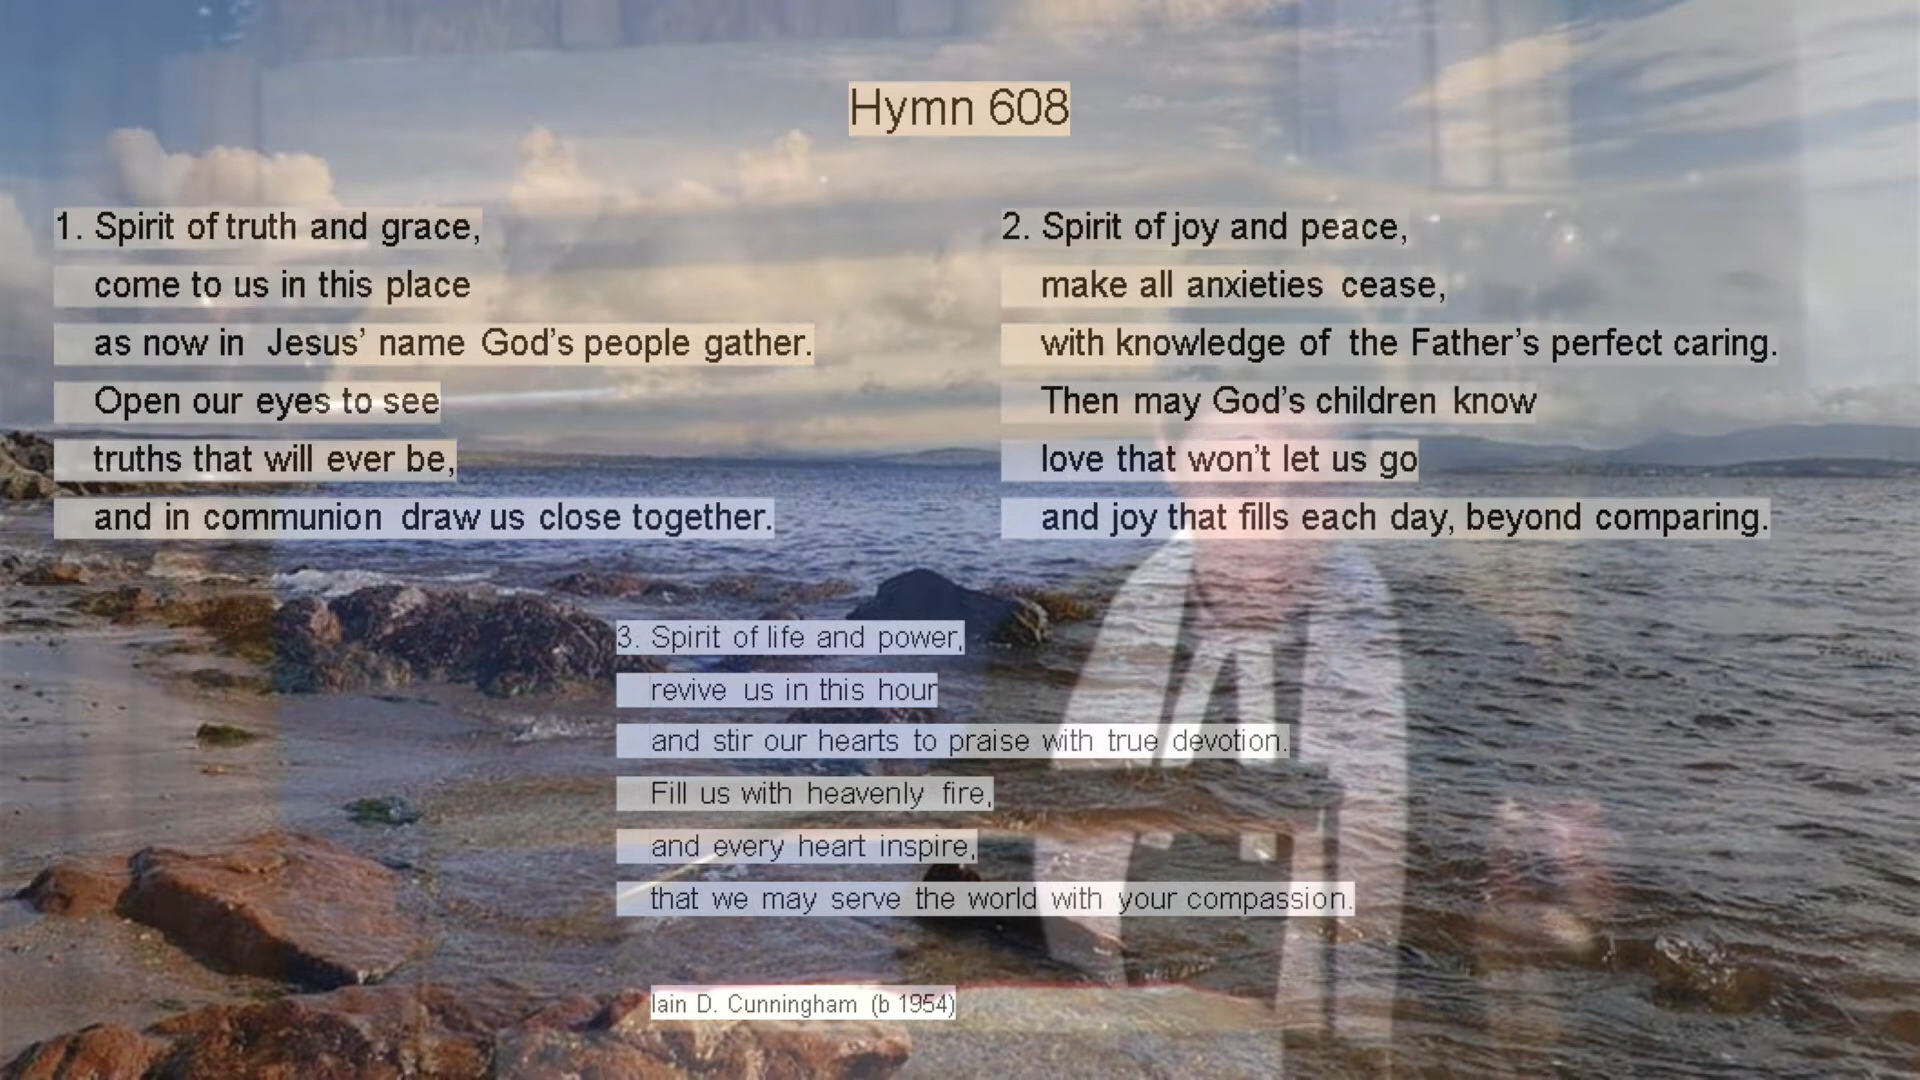 Hymn 608
1. Spirit of truth and grace,
come to us in this place
as now in Jesus’ name God’s people gather.
Open our eyes to see
truths that will ever be,
and in communion draw us close together.
2. Spirit of joy and peace,
make all anxieties cease,
with knowledge of the Father’s perfect caring.
Then may God’s children know
love that won’t let us go
and joy that fills each day, beyond comparing.
3. Spirit of life and power,
revive us in this hour
and stir our hearts to praise with true devotion.
Fill us with heavenly fire,
and every heart inspire,
that we may serve the world with your compassion.
Iain D. Cunningham (b 1954)